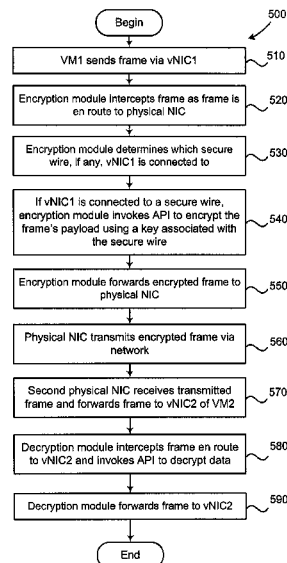 500
Begin
VM1 sends frame via vNIC1
510
Encryption module intercepts frame as frame is
en route to physical NIC
520
Encryption module determines which secure
wire, if any, vNIC1 is connected to
530
If vNIC1 is connected to a secure wire,
encryption module invokes API to encrypt the
frame's payload using a key associated with
the secure wire
540
Encryption module forwards encrypted frame to
physical NIC
550
Physical NIC transmits encrypted frame via
network
560
Second physical NIC receives transmitted
frame and forwards frame to vNIC2 of VM2
570
Decryption module intercepts frame en route
to vNIC2 and invokes API to decrypt data
580
Decryption module forwards frame to vNIC2
590
End